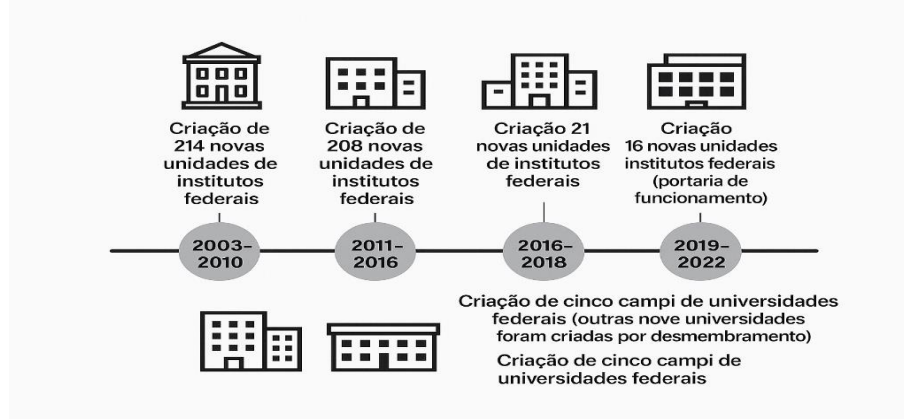 Criação de
214 novas
unidades de
institutos
federais
Criação de
208 novas
unidades de
institutos
federais
Criação 21
novas unidades
de institutos
federais
Criação
16 novas unidades
institutos federais
(portaria de
funcionamento)
2003–
2010
2011–
2016
2016–
2018
2019–
2022
Criação de cinco campi de universidades
federais (outras nove universidades
foram criadas por desmembramento)
Criação de cinco campi de
universidades federais